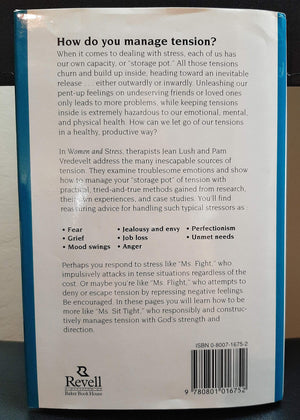 How do you manage tension?
When it comes to dealing with stress, each of us has
our own capacity, or "storage pot." All those tensions
churn and build up inside, heading toward an inevitable
release . . . either outwardly or inwardly. Unleashing our
pent-up feelings on undeserving friends or loved ones
only leads to more problems, while keeping tensions
inside is extremely hazardous to our emotional, mental,
and physical health. How can we let go of our tensions
in a healthy, productive way?
In Women and Stress, therapists Jean Lush and Pam
Vredevelt address the many inescapable sources of
tension. They examine troublesome emotions and show
how to manage your "storage pot" of tension with
practical, tried-and-true methods gained from research,
their own experiences, and case studies. You'll find
reassuring advice for handling such typical stressors as
• Fear • Jealousy and envy • Perfectionism
• Grief • Job loss • Unmet needs
• Mood swings • Anger
Perhaps you respond to stress like "Ms. Fight," who
impulsively attacks in tense situations regardless of the
cost. Or maybe you're like "Ms. Flight," who attempts to
deny or escape tension by repressing negative feelings
Be encouraged. In these pages you will learn how to be
more like "Ms. Sit Tight," who responsibly and construc-
tively manages tension with God's strength and
direction.
ISBN 0-8007-1675-2
Revell
Baker Book House
9 780801 016752